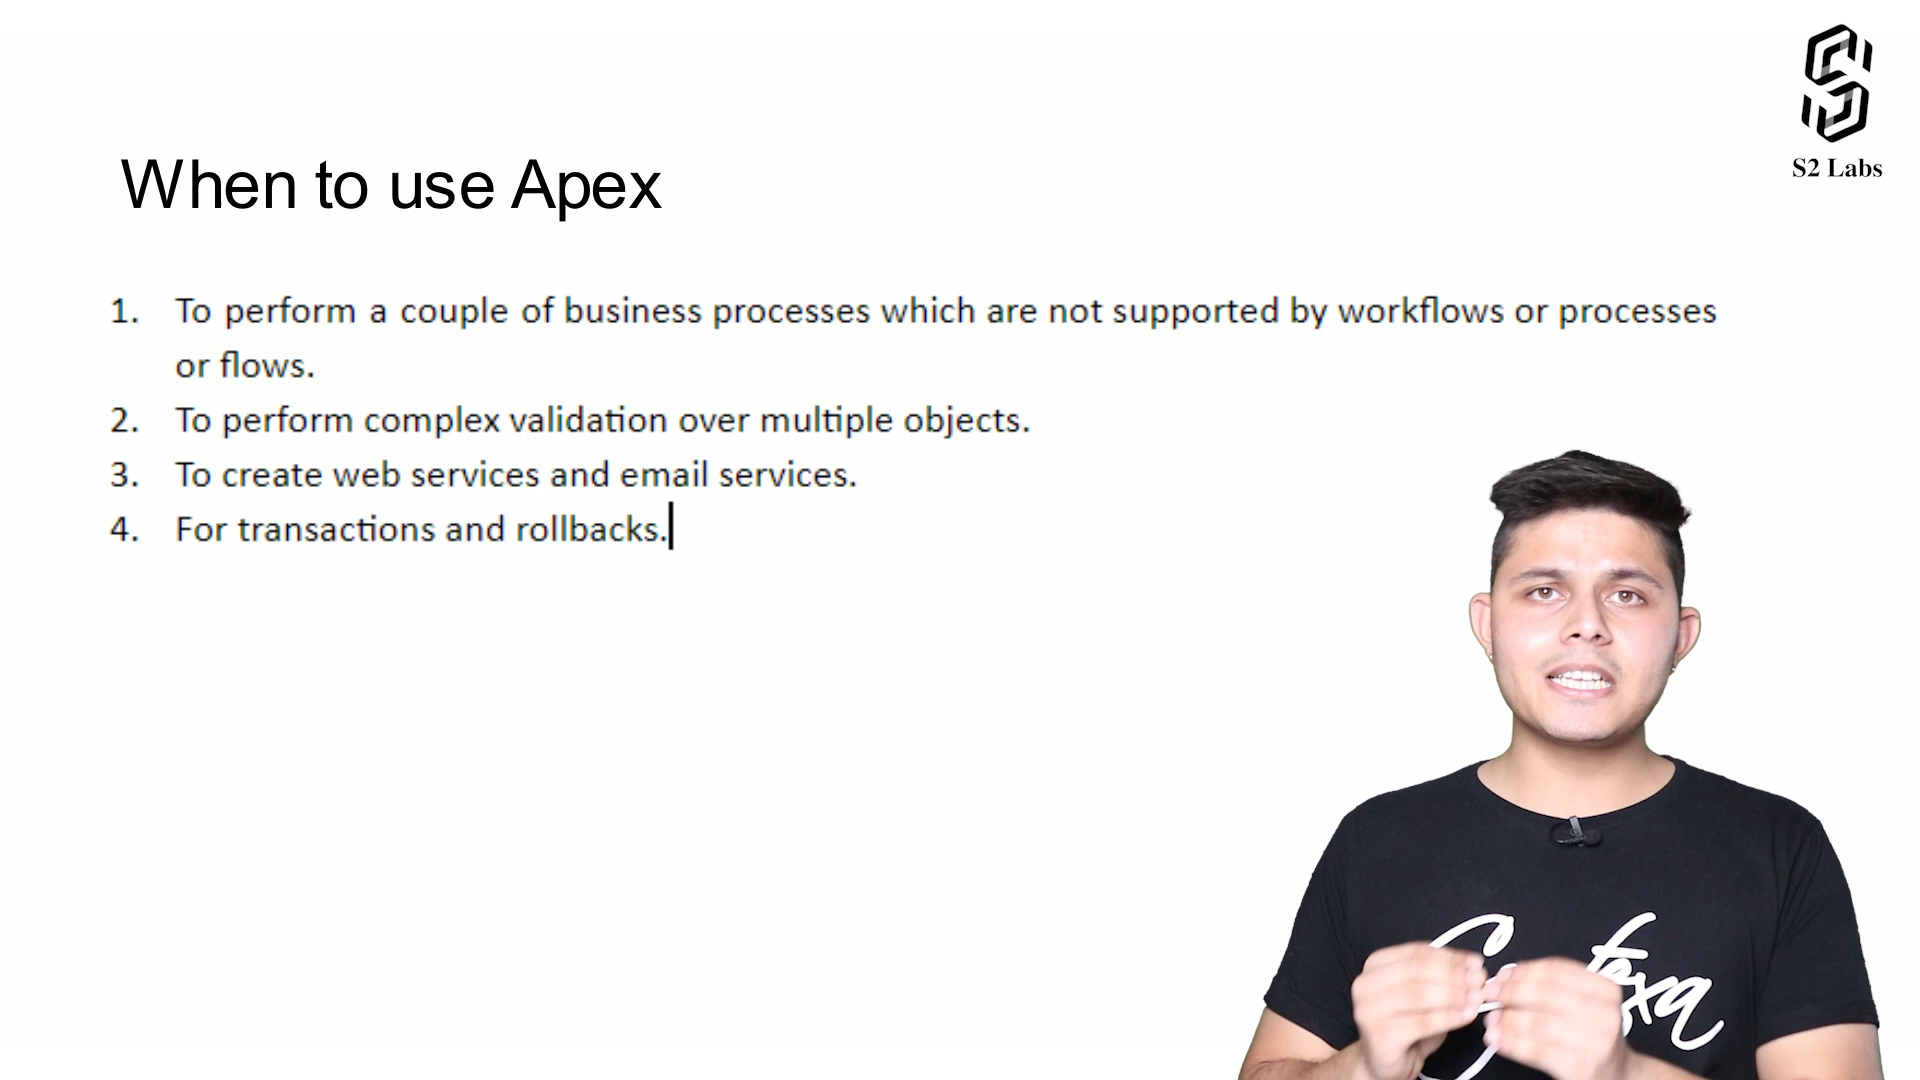 S2 Labs
When to use Apex
1. To perform a couple of business processes which are not supported by workflows or processes
or flows.
2. To perform complex validation over multiple objects.
3. To create web services and email services.
4. For transactions and rollbacks.